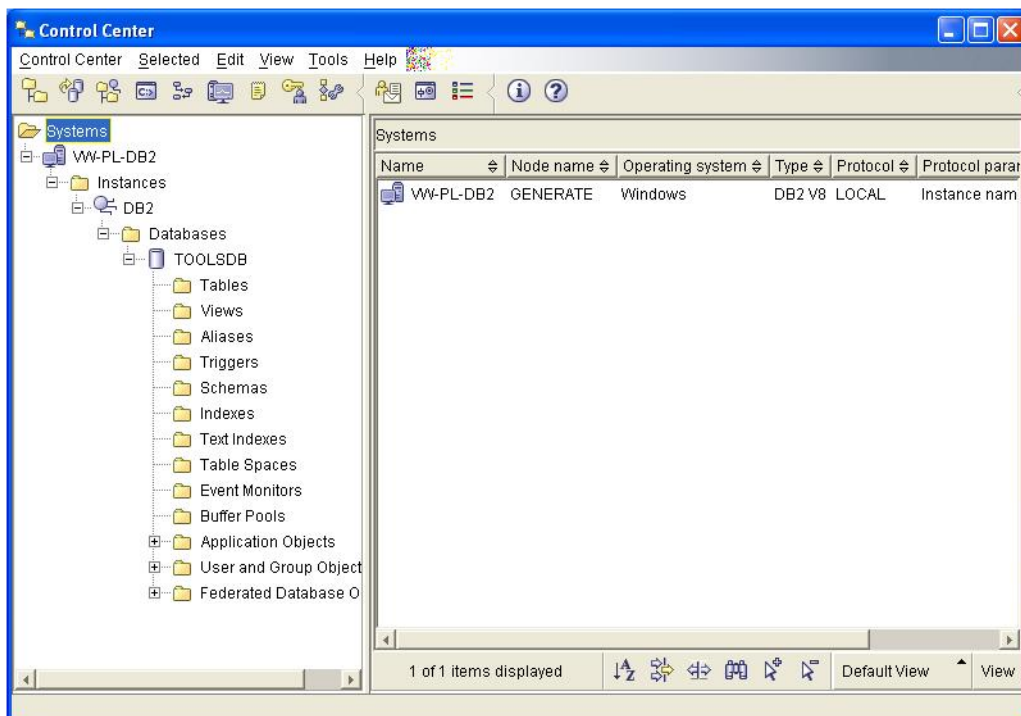 Control Center
Control Center Selected Edit View Tools Help
Systems
VW-PL-DB2
Instances
DB2
Databases
TOOLSDB
Tables
Views
Aliases
Triggers
Schemas
Indexes
Text Indexes
Table Spaces
Event Monitors
Buffer Pools
Application Objects
User and Group Object
Federated Database O
Systems
Name Node name Operating system Type Protocol Protocol parar
VW-PL-DB2 GENERATE Windows DB2 V8 LOCAL Instance nam
1 of 1 items displayed Default View View